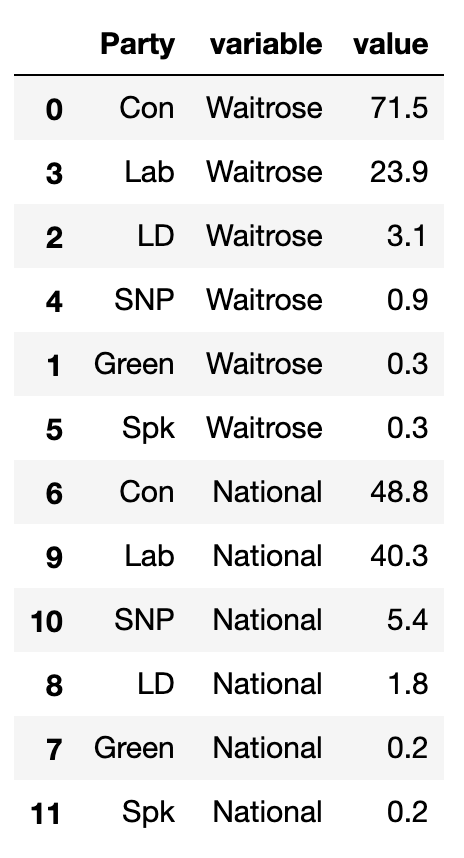 Party variable value
0 Con Waitrose 71.5
3 Lab Waitrose 23.9
2 LD Waitrose 3.1
4 SNP Waitrose 0.9
1 Green Waitrose 0.3
5 Spk Waitrose 0.3
6 Con National 48.8
9 Lab National 40.3
10 SNP National 5.4
8 LD National 1.8
7 Green National 0.2
11 Spk National 0.2